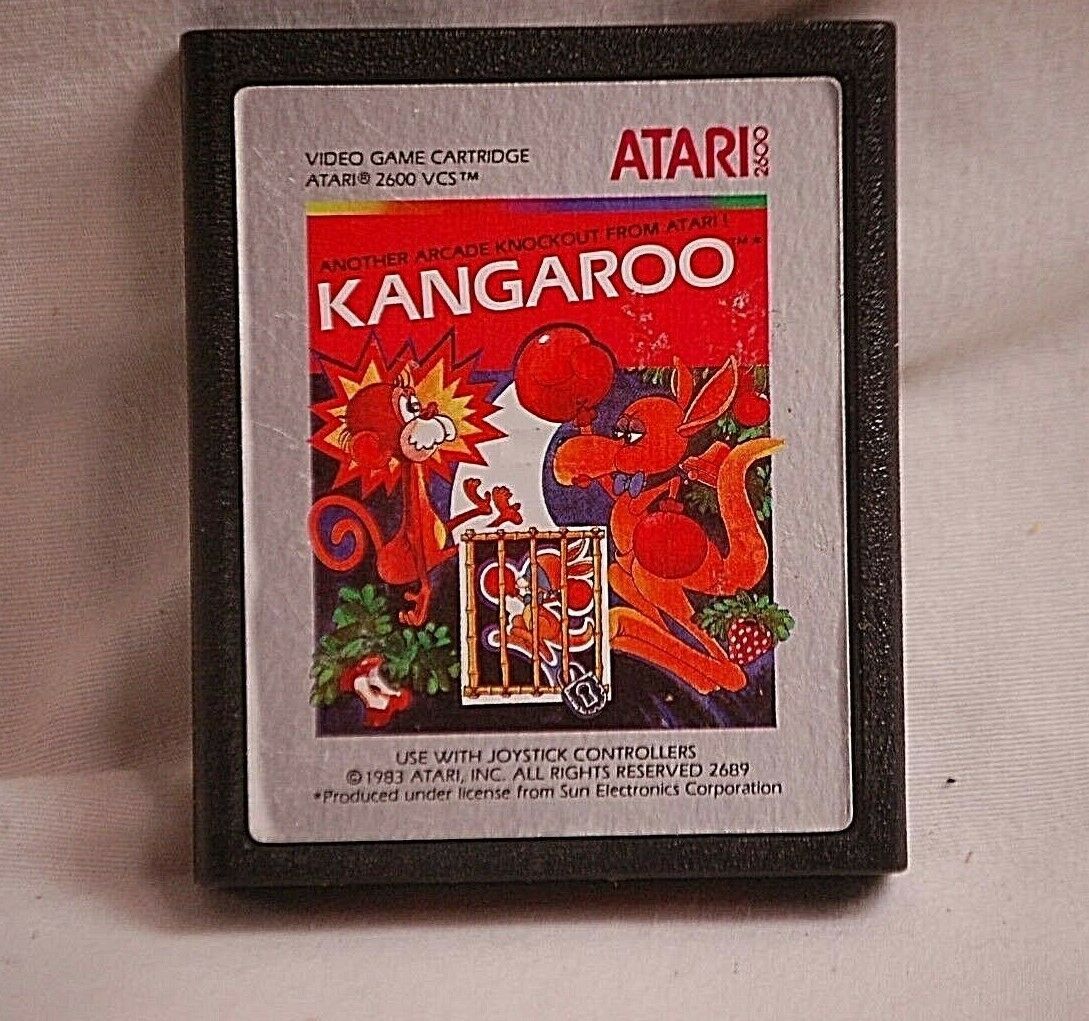 VIDEO GAME CARTRIDGE
ATARI® 2600 VCS™
ATARI 2600
ANOTHER ARCADE KNOCKOUT FROM ATARI!
KANGAROO™*
USE WITH JOYSTICK CONTROLLERS
©1983 ATARI, INC. ALL RIGHTS RESERVED 2689
*Produced under license from Sun Electronics Corporation